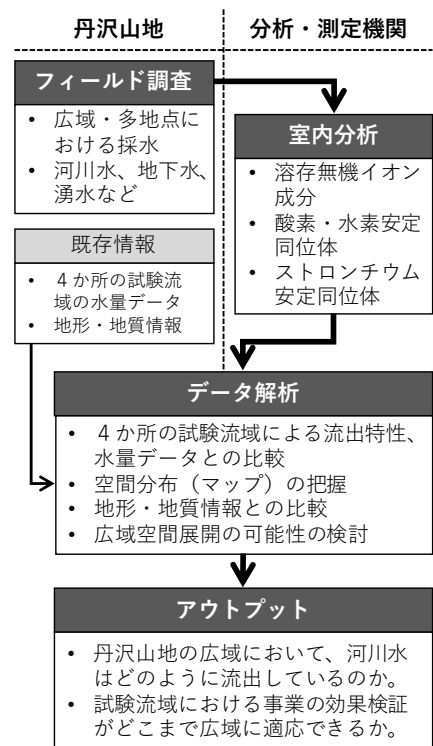 丹沢山地
分析・測定機関
フィールド調査
• 広域・多地点に
おける採水
• 河川水、地下水、
湧水など
室内分析
• 溶存無機イオン
成分
• 酸素・水素安定
同位体
• ストロンチウム
安定同位体
既存情報
• ４か所の試験流
域の水量データ
• 地形・地質情報
データ解析
• ４か所の試験流域による流出特性、
水量データとの比較
• 空間分布（マップ）の把握
• 地形・地質情報との比較
• 広域空間展開の可能性の検討
アウトプット
• 丹沢山地の広域において、河川水
はどのように流出しているのか。
• 試験流域における事業の効果検証
がどこまで広域に適応できるか。